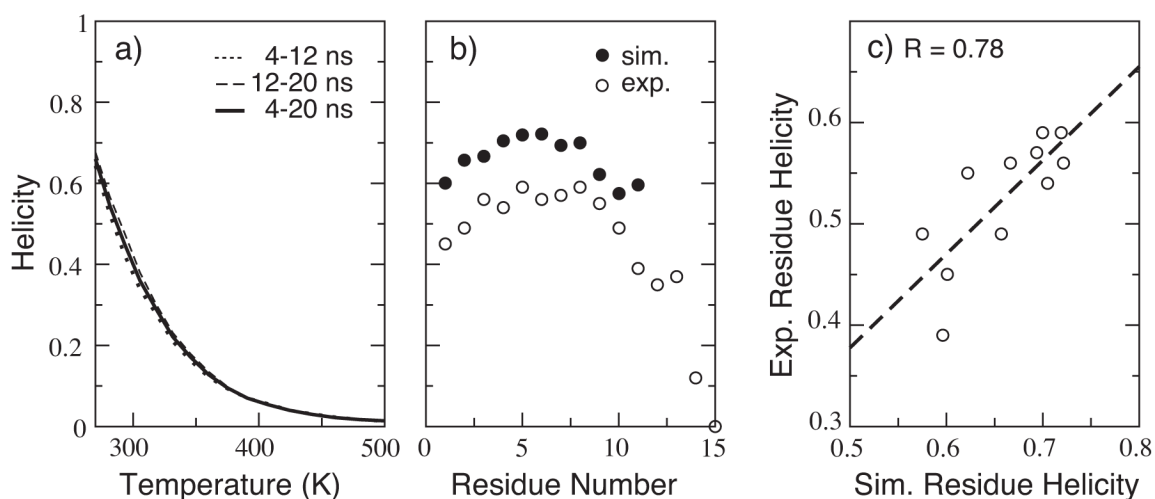 a)
4-12 ns
12-20 ns
4-20 ns
b)
sim.
exp.
c) R = 0.78
1
0.8
0.6
0.4
0.2
0
Helicity
300 400 500
Temperature (K)
0 5 10 15
Residue Number
0.6
0.5
0.4
0.3
Exp. Residue Helicity
0.5 0.6 0.7 0.8
Sim. Residue Helicity